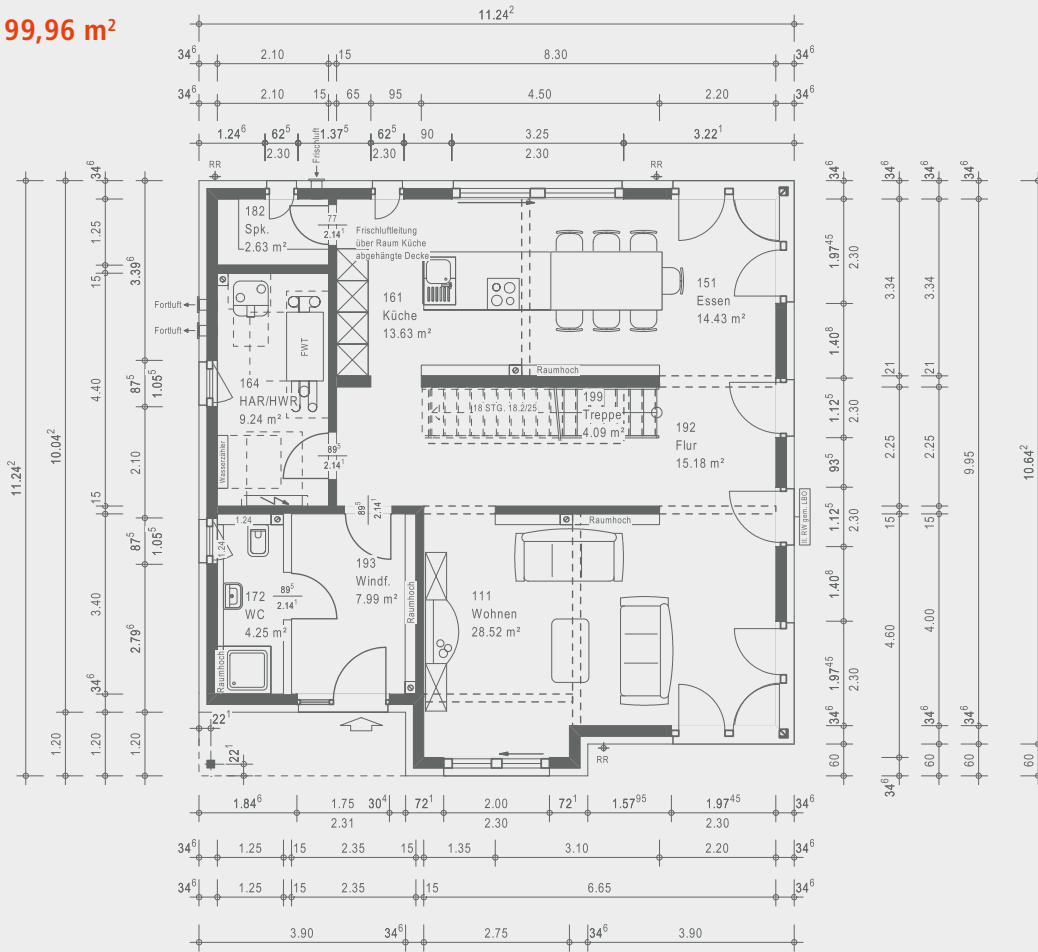 99,96 m²
11.24²
34⁶ 2.10 15 8.30 34⁶
34⁶ 2.10 15 65 95 4.50 2.20 34⁶
1.24⁶ 62⁵ 1.37⁵ 62⁵ 90 3.25 3.22¹
2.30 2.30 2.30
Frischluft
RR
RR
182
Spk.
2.63 m²
77
2.14¹
Frischluftleitung
über Raum Küche
abgehängte Decke
161
Küche
13.63 m²
151
Essen
14.43 m²
Fortluft
Fortluft
FWT
164
HAR/HWR
9.24 m²
Wasserzähler
89⁵
2.14¹
Raumhoch
18 STG. 18.2/25
199
Treppe
4.09 m²
192
Flur
15.18 m²
II. RW gem. LBO
89⁵
2.14¹
Raumhoch
1.24
1.24
193
Windf.
7.99 m²
172
WC
4.25 m²
89⁵
2.14¹
Raumhoch
Raumhoch
111
Wohnen
28.52 m²
RR
22¹
22¹
11.24²
10.04²
1.20
34⁶
1.25
15
4.40
15
3.40
34⁶
1.20
3.39⁶
87⁵
1.05⁵
2.10
87⁵
1.05⁵
2.79⁶
1.20
34⁶
1.97⁴⁵
2.30
1.40⁸
1.12⁵
2.30
93⁵
1.12⁵
2.30
1.40⁸
1.97⁴⁵
2.30
34⁶
60
34⁶
3.34
21
2.25
15
4.60
34⁶
34⁶
3.34
21
2.25
15
4.00
34⁶
60
34⁶
9.95
34⁶
60
10.64²
60
1.84⁶ 1.75 30⁴ 72¹ 2.00 72¹ 1.57⁹⁵ 1.97⁴⁵ 34⁶
2.31 2.30 2.30
34⁶ 1.25 15 2.35 15 1.35 3.10 2.20 34⁶
34⁶ 1.25 15 2.35 15 6.65 34⁶
3.90 34⁶ 2.75 34⁶ 3.90